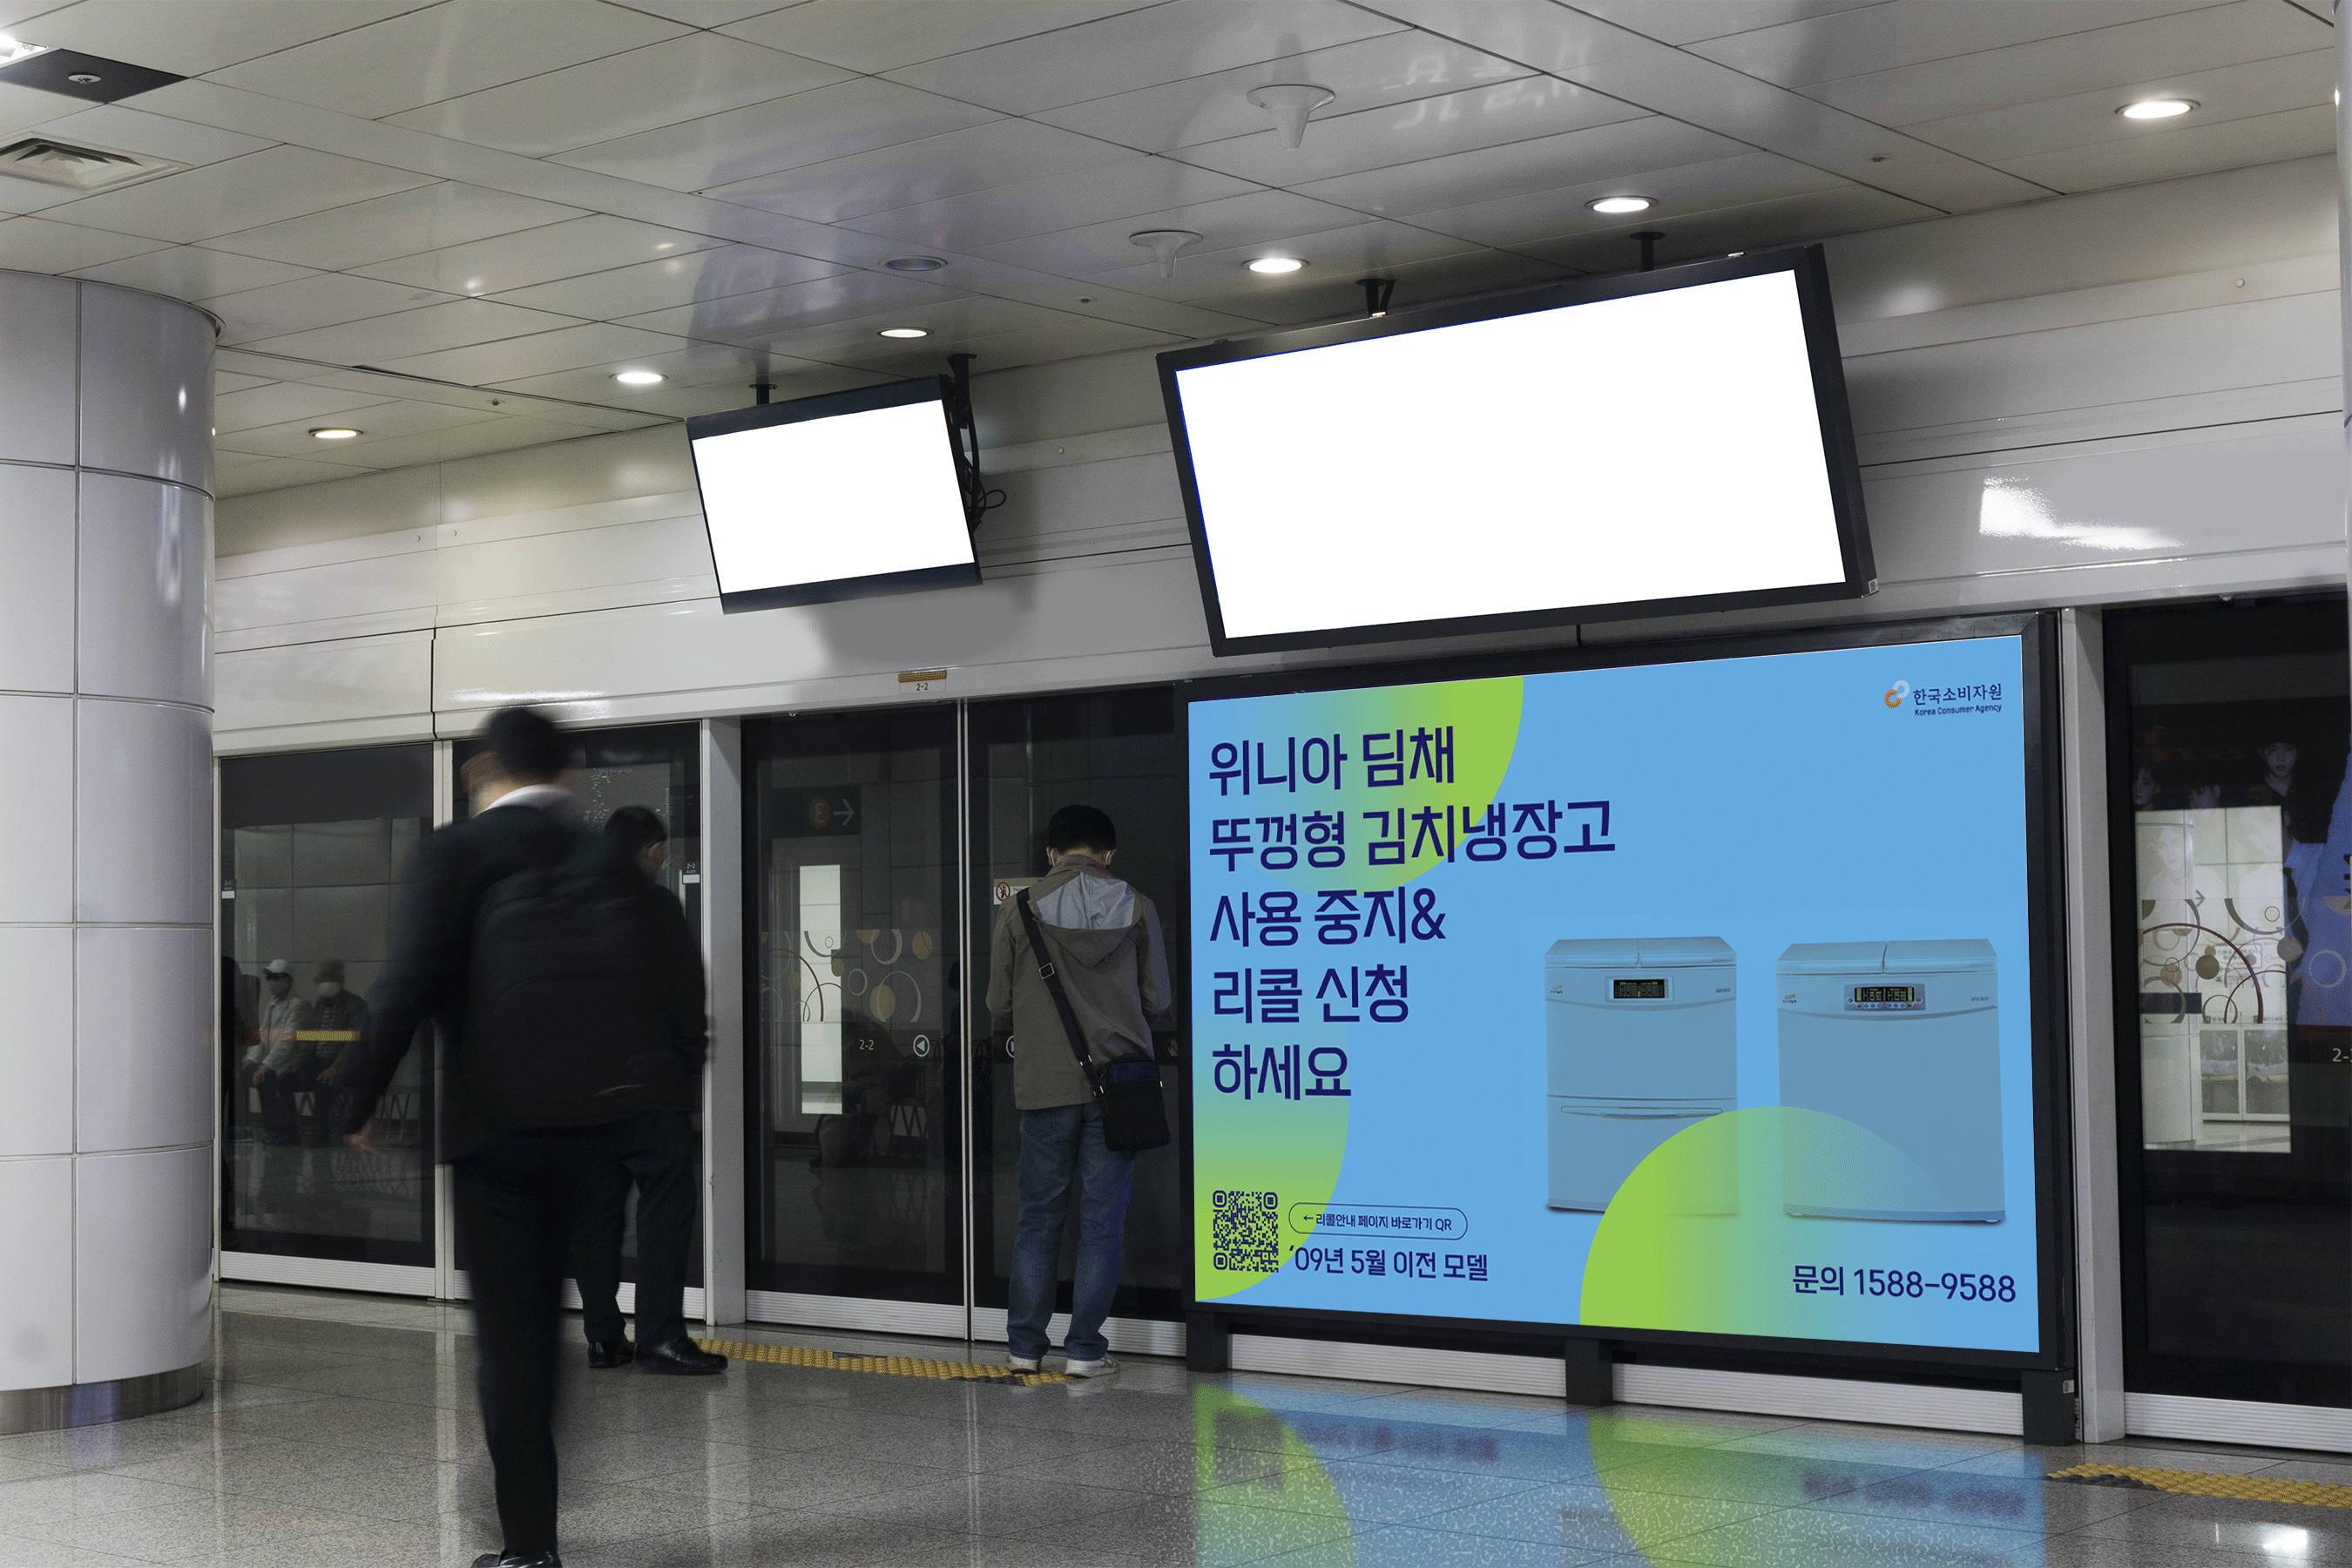 2-2
한국소비자원
Korea Consumer Agency
위니아 딤채
뚜껑형 김치냉장고
사용 중지&
리콜 신청
하세요
← 리콜안내 페이지 바로가기 QR
'09년 5월 이전 모델
문의 1588-9588
2-2